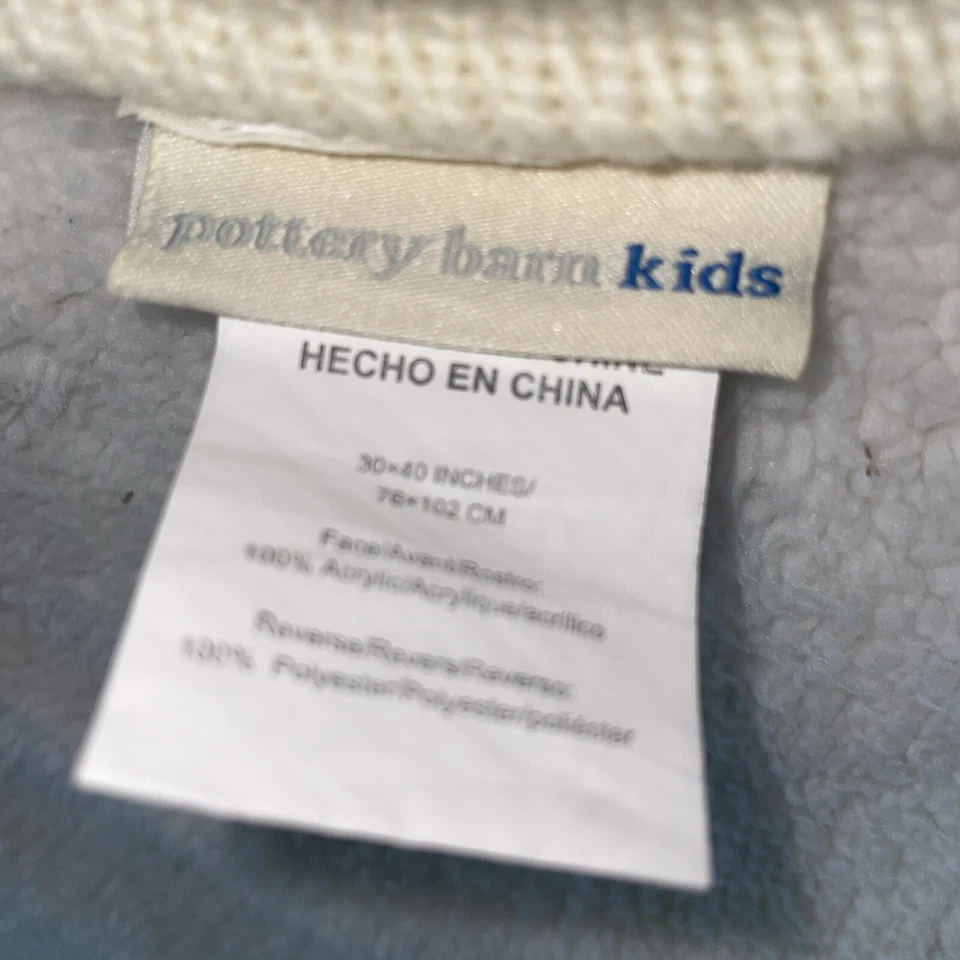 pottery barn kids
HECHO EN CHINA
30×40 INCHES/
76×102 CM
Face/Avant/Rostro:
100% Acrylic/Acrylique/acrílico
Reverse/Revers/Reverso:
100% Polyester/Polyester/poliéster